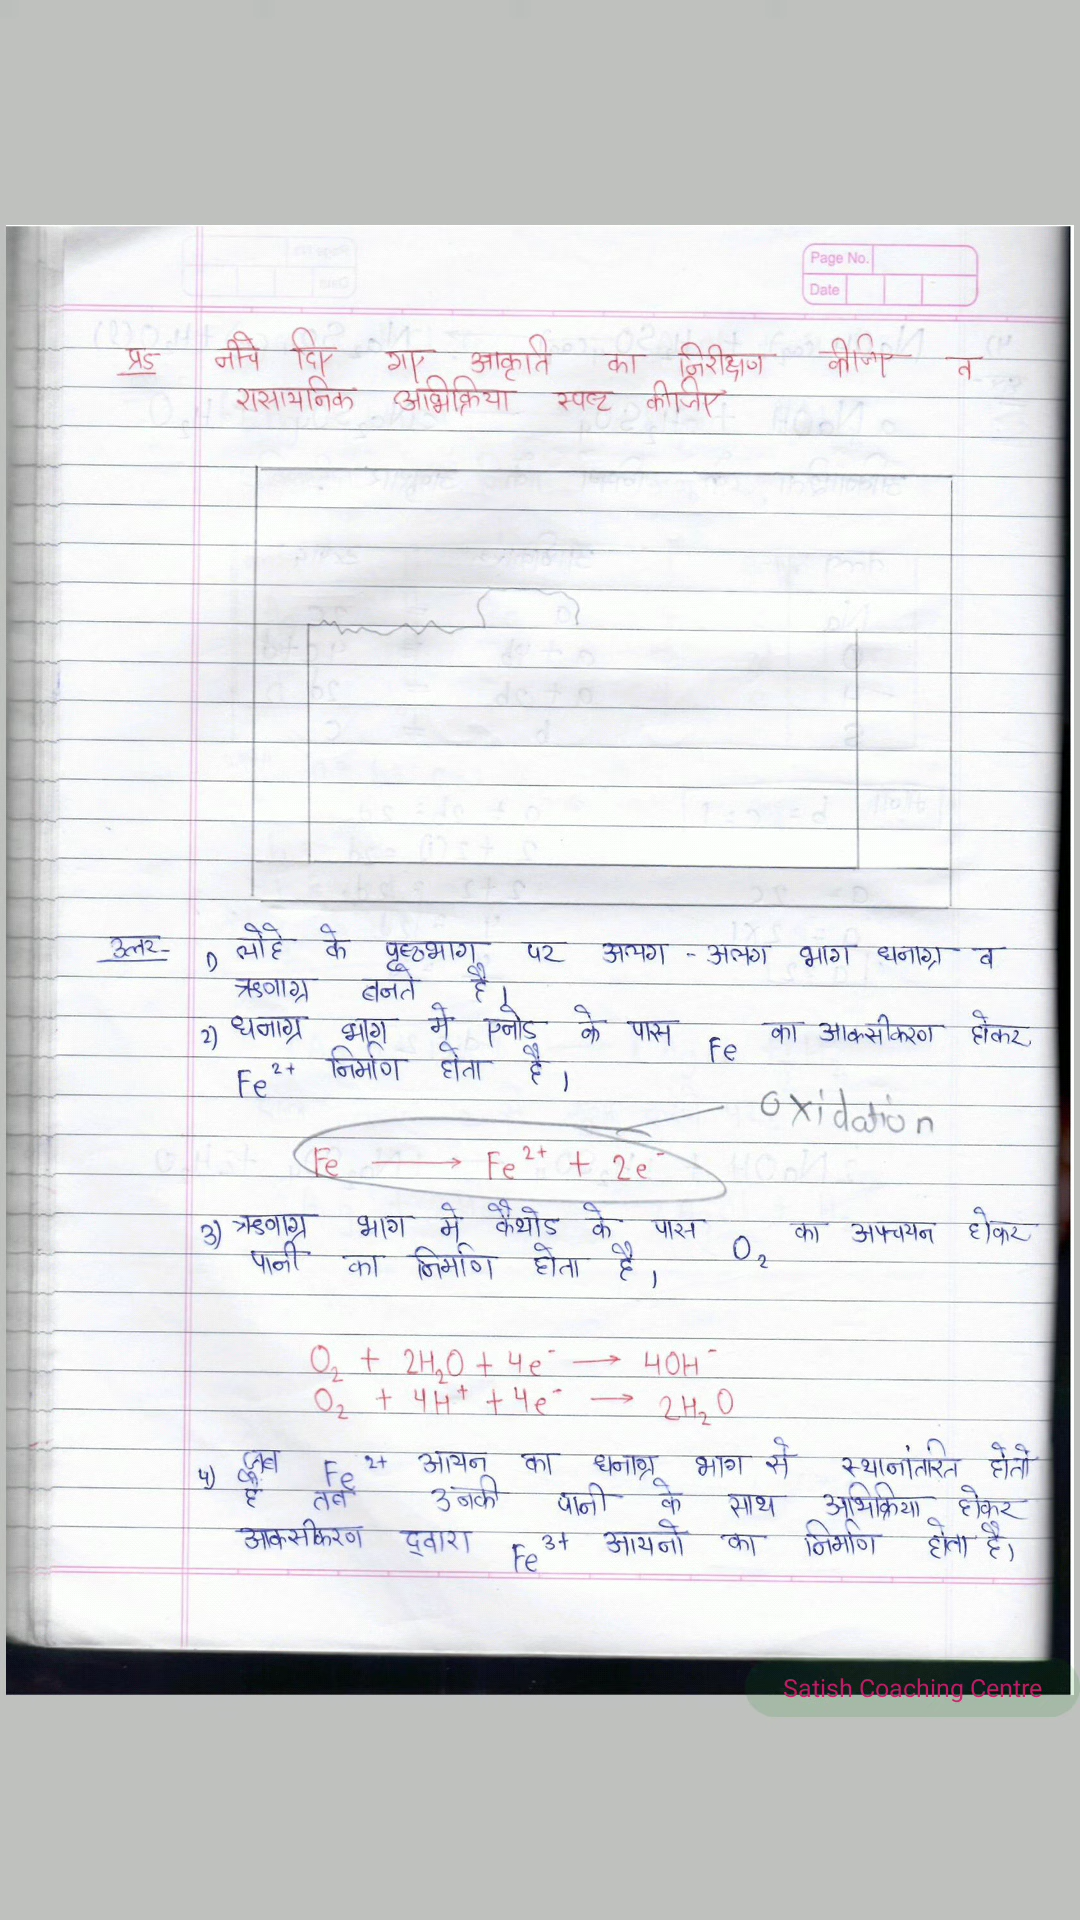 Page No.
Date
प्र5 नीचे दिए गए आकृति का निरीक्षण कीजिए व
रासायनिक अभिक्रिया स्पष्ट कीजिए
उत्तर- 1) लोहे के पृष्ठभाग पर अलग - अलग भाग धनाग्र व
ऋणाग्र बनते है।
2) धनाग्र भाग मे एनोड के पास Fe का आकसीकरण होकर
Fe²⁺ निर्माण होता है।
oxidation
Fe ⟶ Fe²⁺ + 2e⁻
3) ऋणाग्र भाग मे कैथोड के पास O₂ का अपचयन होकर
पानी का निर्माण होता है।
O₂ + 2H₂O + 4e⁻ → 4OH⁻
O₂ + 4H⁺ + 4e⁻ → 2H₂O
4) जब Fe²⁺ आयन का धनाग्र भाग से स्थानांतरित होतो
है तब उनकी पानी के साथ अभिक्रिया होकर
आकसीकरण द्वारा Fe³⁺ आयनो का निर्माण होता है।
Satish Coaching Centre